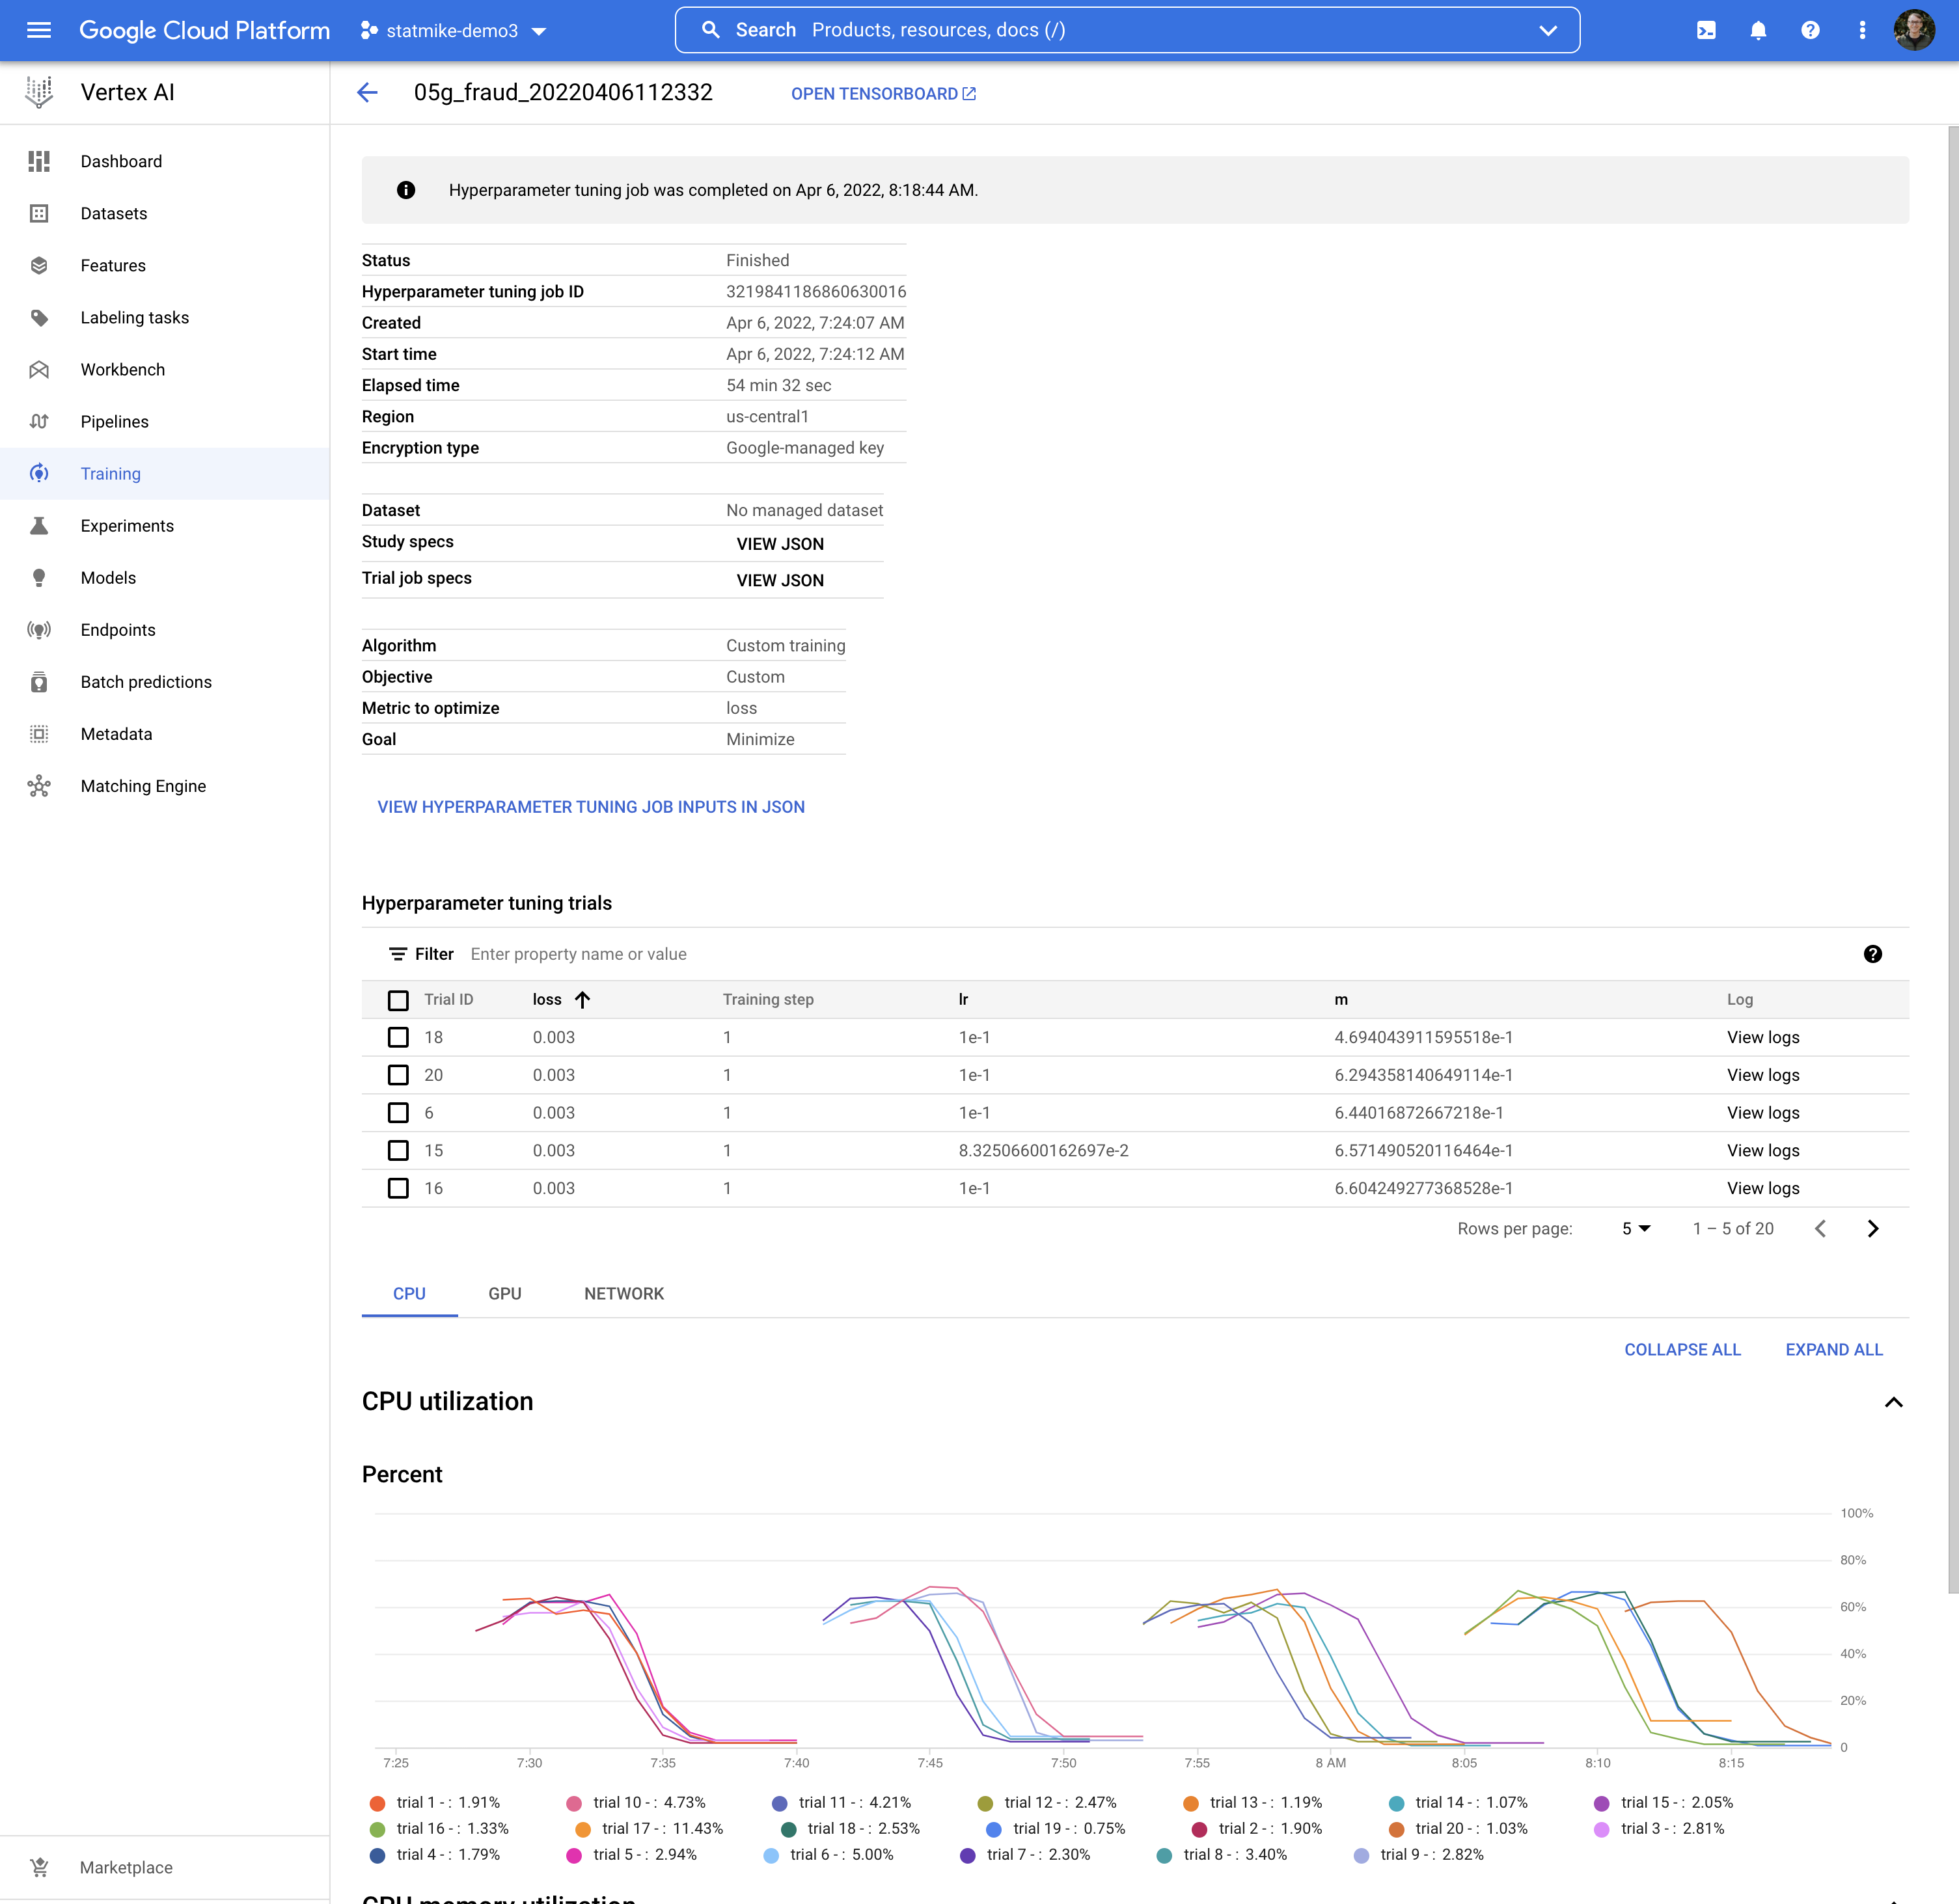 Google Cloud Platform
statmike-demo3
Search Products, resources, docs (/)
Vertex AI
05g_fraud_20220406112332
OPEN TENSORBOARD
Dashboard
Datasets
Features
Labeling tasks
Workbench
Pipelines
Training
Experiments
Models
Endpoints
Batch predictions
Metadata
Matching Engine
Marketplace
Hyperparameter tuning job was completed on Apr 6, 2022, 8:18:44 AM.
Status Finished
Hyperparameter tuning job ID 3219841186860630016
Created Apr 6, 2022, 7:24:07 AM
Start time Apr 6, 2022, 7:24:12 AM
Elapsed time 54 min 32 sec
Region us-central1
Encryption type Google-managed key
Dataset No managed dataset
Study specs VIEW JSON
Trial job specs VIEW JSON
Algorithm Custom training
Objective Custom
Metric to optimize loss
Goal Minimize
VIEW HYPERPARAMETER TUNING JOB INPUTS IN JSON
Hyperparameter tuning trials
Filter Enter property name or value
Trial ID loss Training step lr m Log
18 0.003 1 1e-1 4.694043911595518e-1 View logs
20 0.003 1 1e-1 6.294358140649114e-1 View logs
6 0.003 1 1e-1 6.44016872667218e-1 View logs
15 0.003 1 8.32506600162697e-2 6.571490520116464e-1 View logs
16 0.003 1 1e-1 6.604249277368528e-1 View logs
Rows per page: 5 1 – 5 of 20
CPU GPU NETWORK
COLLAPSE ALL EXPAND ALL
CPU utilization
Percent
100%
80%
60%
40%
20%
0
7:25 7:30 7:35 7:40 7:45 7:50 7:55 8 AM 8:05 8:10 8:15
trial 1 - : 1.91% trial 10 - : 4.73% trial 11 - : 4.21% trial 12 - : 2.47% trial 13 - : 1.19% trial 14 - : 1.07% trial 15 - : 2.05%
trial 16 - : 1.33% trial 17 - : 11.43% trial 18 - : 2.53% trial 19 - : 0.75% trial 2 - : 1.90% trial 20 - : 1.03% trial 3 - : 2.81%
trial 4 - : 1.79% trial 5 - : 2.94% trial 6 - : 5.00% trial 7 - : 2.30% trial 8 - : 3.40% trial 9 - : 2.82%
CPU memory utilization